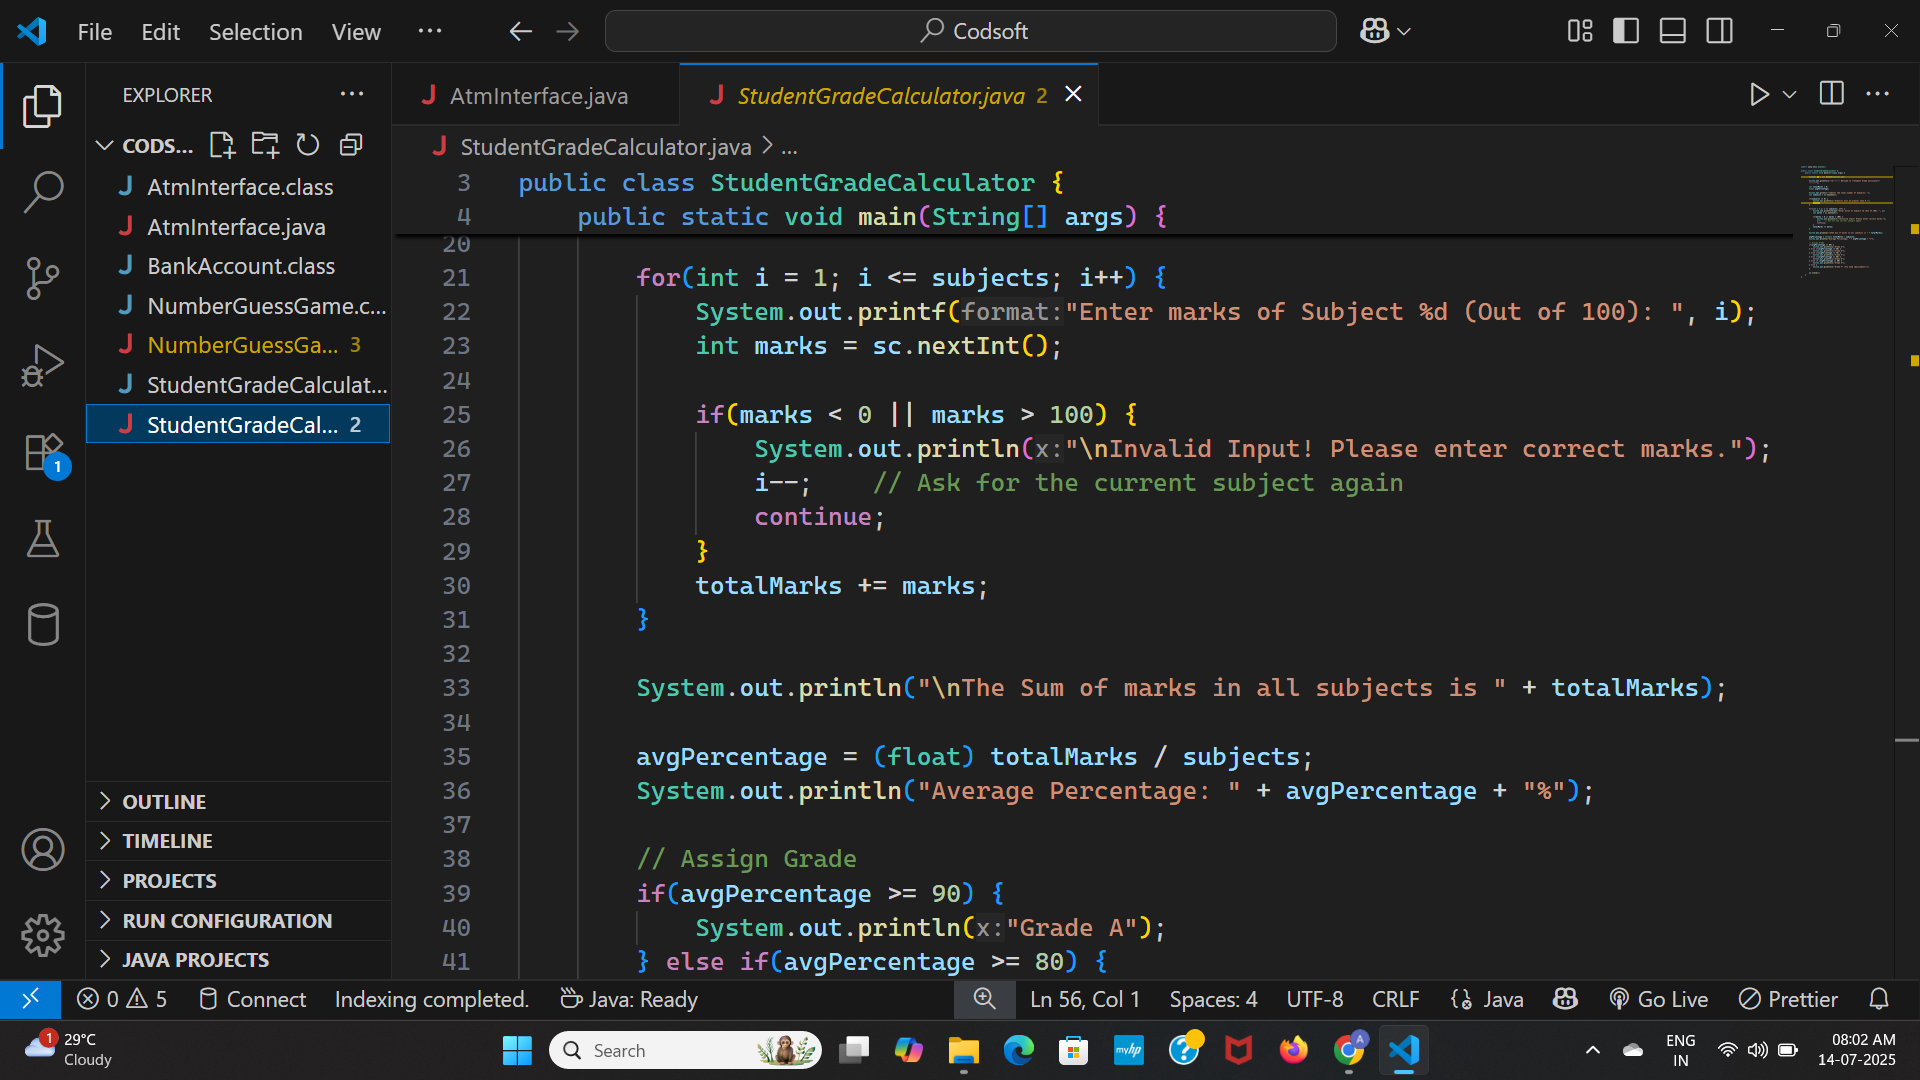 File Edit Selection View ··· Codsoft
EXPLORER
CODS...
AtmInterface.class
AtmInterface.java
BankAccount.class
NumberGuessGame.c...
NumberGuessGa... 3
StudentGradeCalculat...
StudentGradeCal... 2
OUTLINE
TIMELINE
PROJECTS
RUN CONFIGURATION
JAVA PROJECTS
AtmInterface.java StudentGradeCalculator.java 2
StudentGradeCalculator.java > ...
3 public class StudentGradeCalculator {
4 public static void main(String[] args) {
20
21 for(int i = 1; i <= subjects; i++) {
22 System.out.printf(format:"Enter marks of Subject %d (Out of 100): ", i);
23 int marks = sc.nextInt();
24
25 if(marks < 0 || marks > 100) {
26 System.out.println(x:"\nInvalid Input! Please enter correct marks.");
27 i--; // Ask for the current subject again
28 continue;
29 }
30 totalMarks += marks;
31 }
32
33 System.out.println("\nThe Sum of marks in all subjects is " + totalMarks);
34
35 avgPercentage = (float) totalMarks / subjects;
36 System.out.println("Average Percentage: " + avgPercentage + "%");
37
38 // Assign Grade
39 if(avgPercentage >= 90) {
40 System.out.println(x:"Grade A");
41 } else if(avgPercentage >= 80) {
1
0 5 Connect Indexing completed. Java: Ready Ln 56, Col 1 Spaces: 4 UTF-8 CRLF Java Go Live Prettier
1 29°C
Cloudy
Search
myhp
A
ENG
IN
08:02 AM
14-07-2025